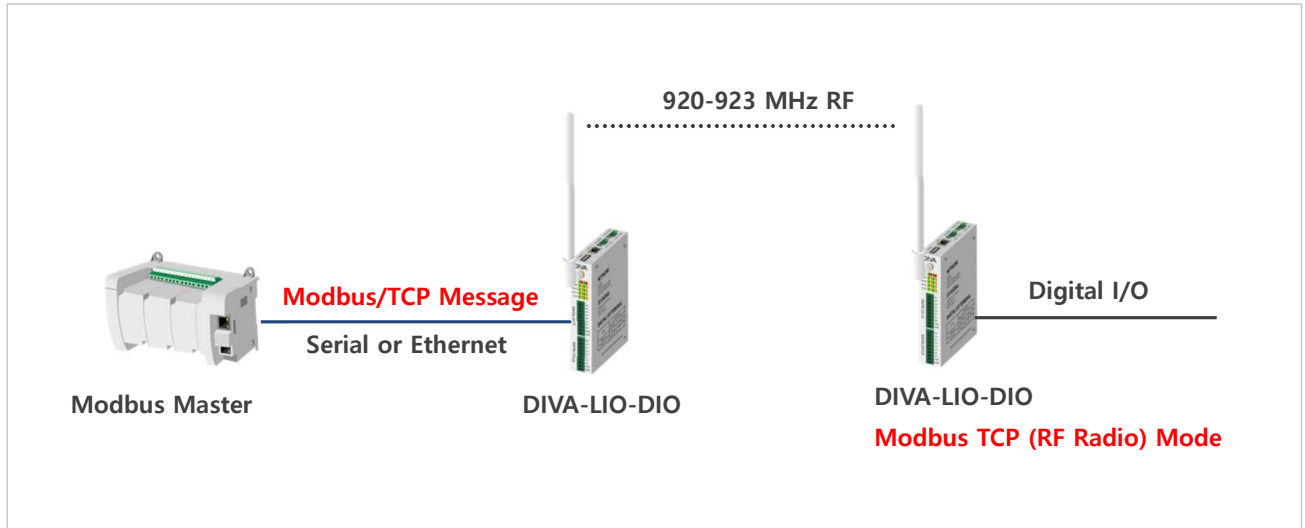 920-923 MHz RF
Modbus/TCP Message
Serial or Ethernet
Digital I/O
Modbus Master
DIVA-LIO-DIO
DIVA-LIO-DIO
Modbus TCP (RF Radio) Mode